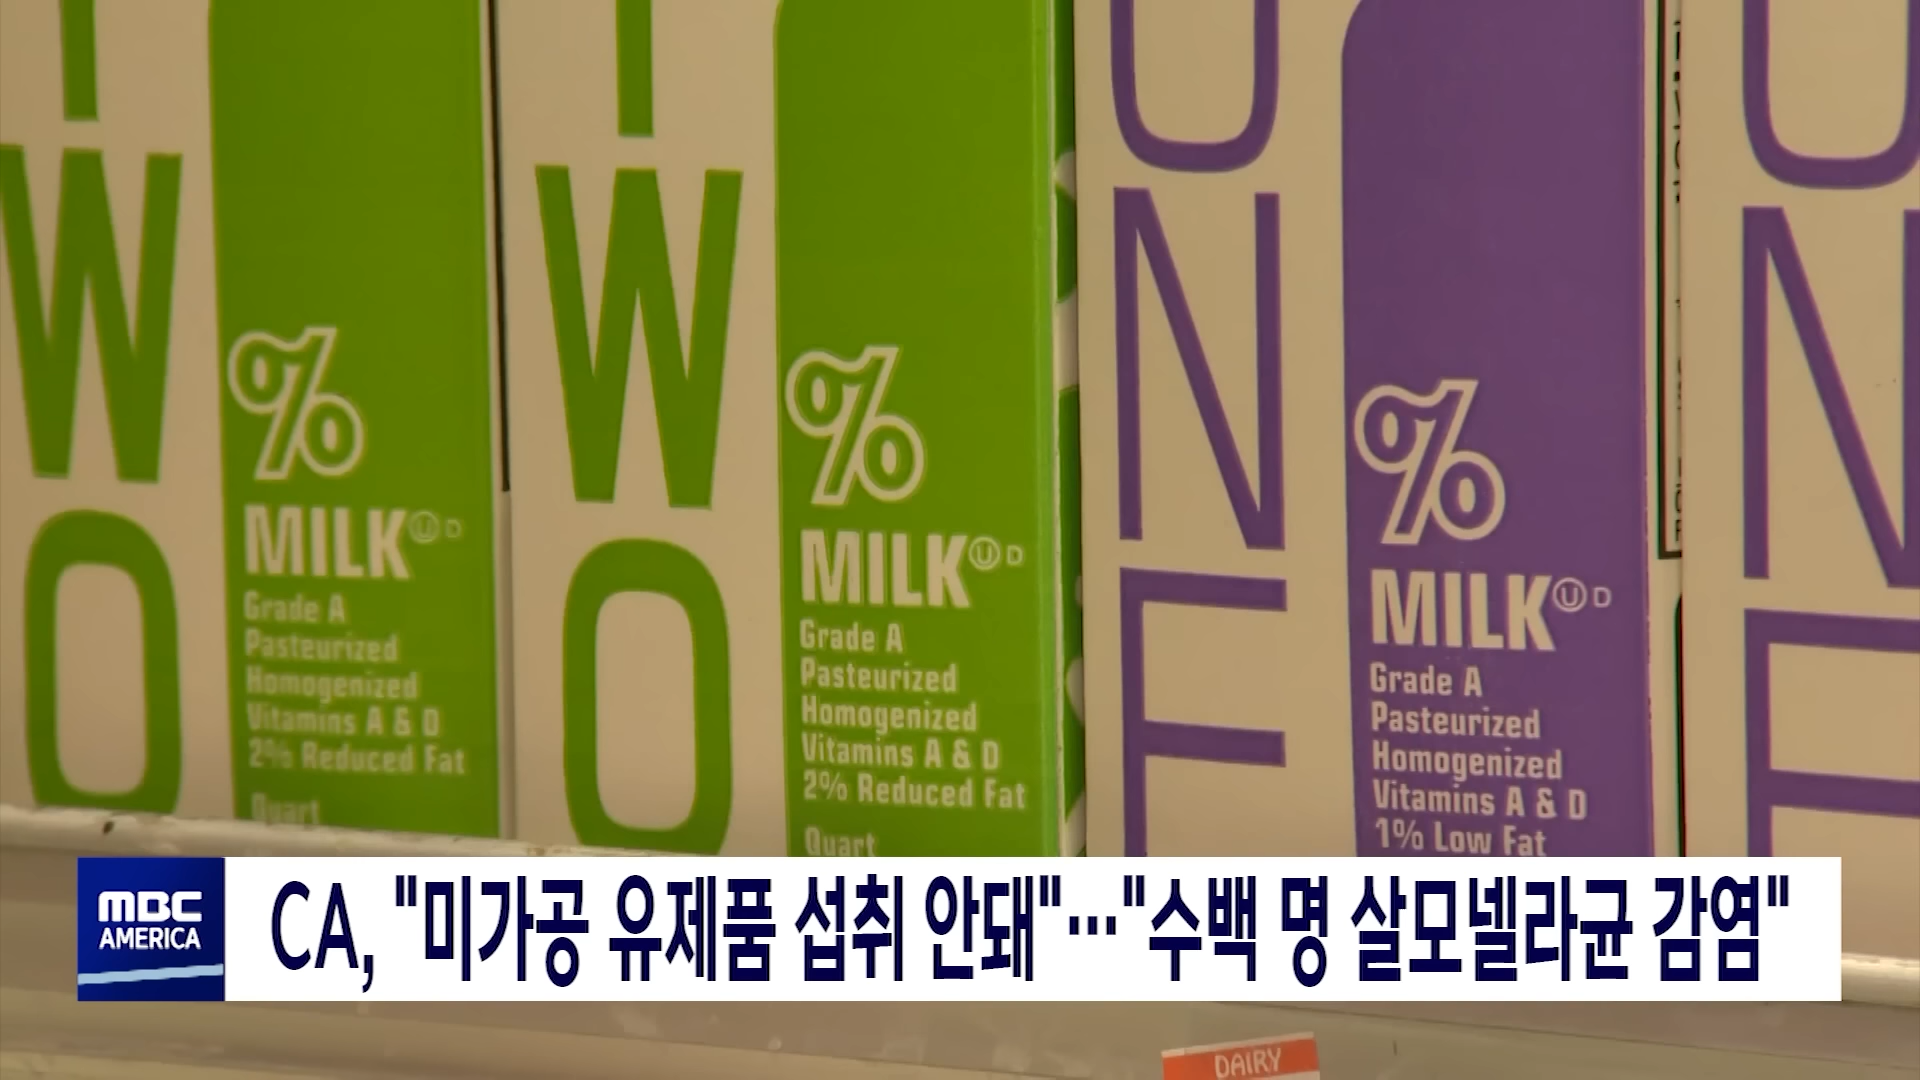 TWO
%
MILK Ⓤ D
Grade A
Pasteurized
Homogenized
Vitamins A & D
2% Reduced Fat
Quart
TWO
%
MILK Ⓤ D
Grade A
Pasteurized
Homogenized
Vitamins A & D
2% Reduced Fat
Quart
ONE
%
MILK Ⓤ D
Grade A
Pasteurized
Homogenized
Vitamins A & D
1% Low Fat
ONE
MBC
AMERICA
CA, "미가공 유제품 섭취 안돼"…"수백 명 살모넬라균 감염"
DAIRY